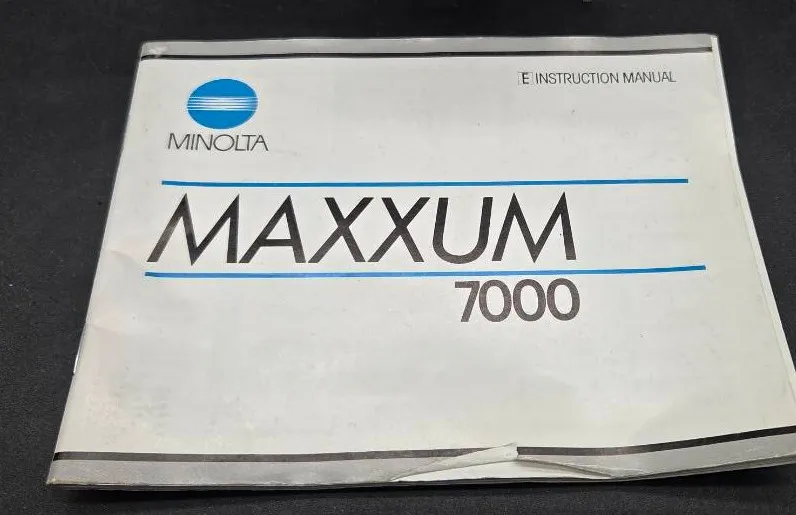 E INSTRUCTION MANUAL
MINOLTA
MAXXUM
7000